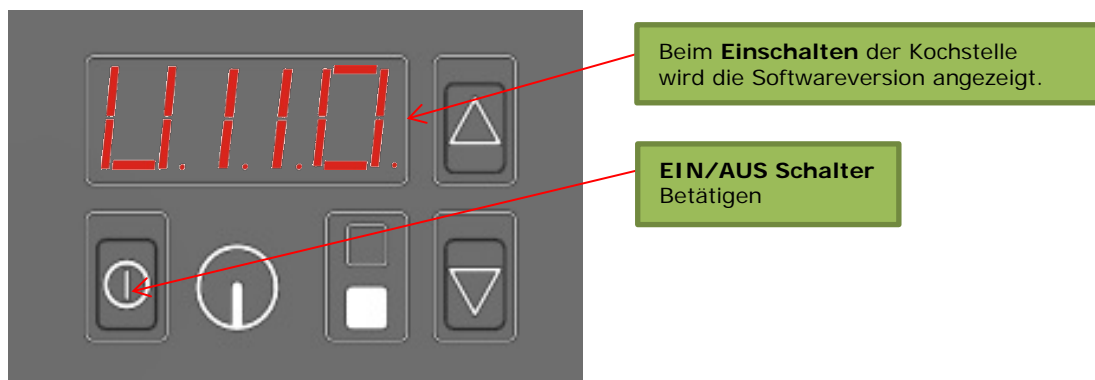 U.1.1.0.
Beim Einschalten der Kochstelle
wird die Softwareversion angezeigt.
EIN/AUS Schalter
Betätigen